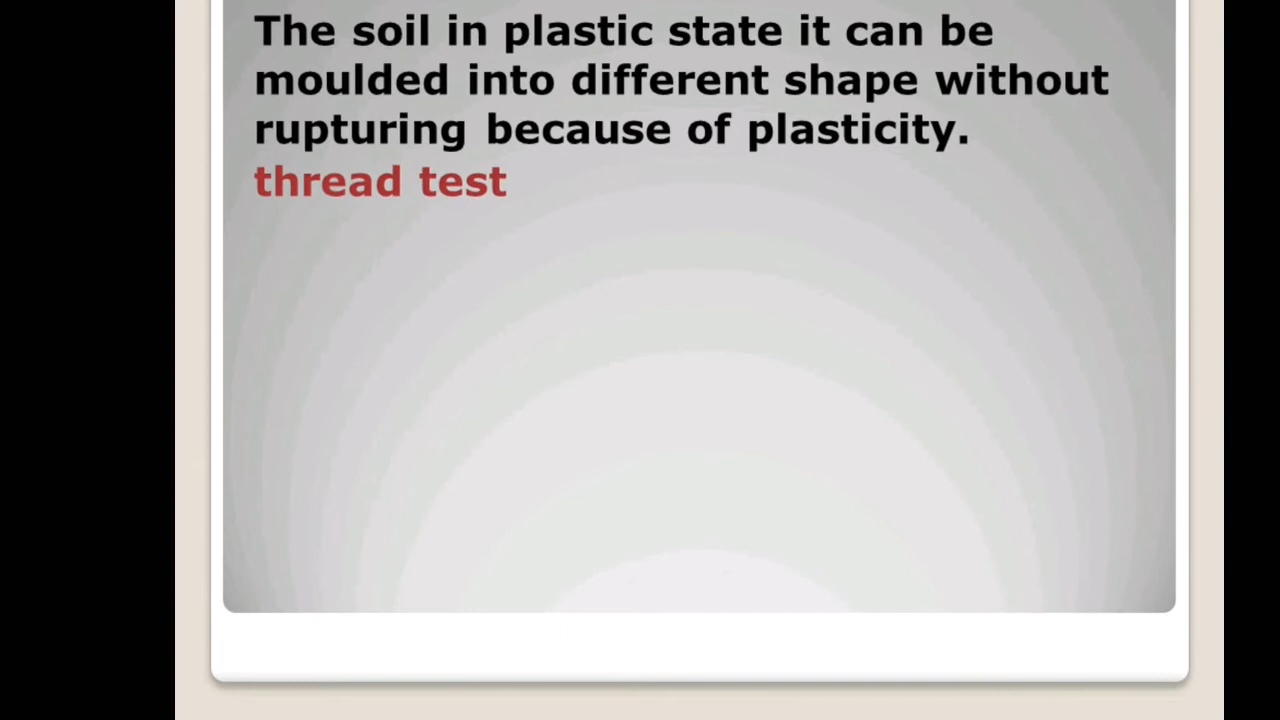 The soil in plastic state it can be
moulded into different shape without
rupturing because of plasticity.
thread test